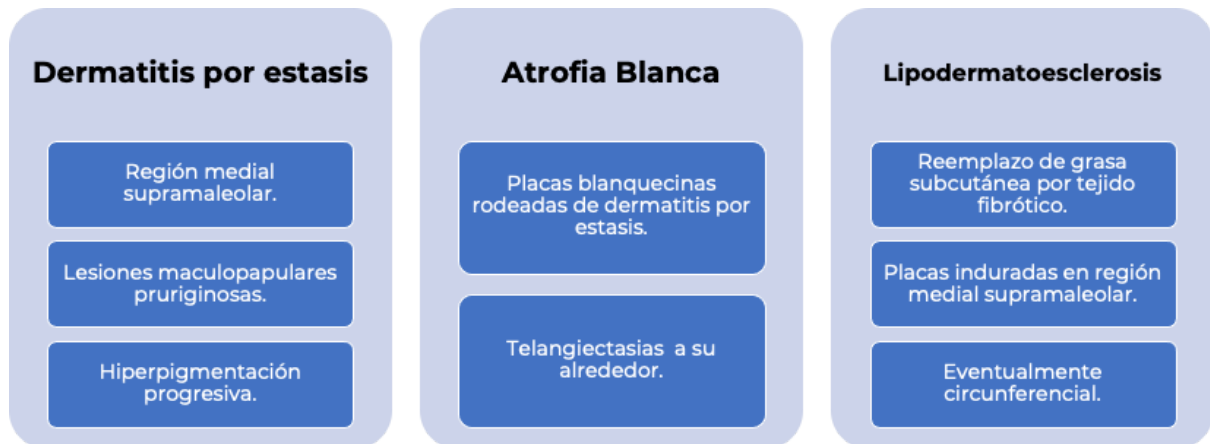 Dermatitis por estasis
Región medial
supramaleolar.
Lesiones maculopapulares
pruriginosas.
Hiperpigmentación
progresiva.
Atrofia Blanca
Placas blanquecinas
rodeadas de dermatitis por
estasis.
Telangiectasias a su
alrededor.
Lipodermatoesclerosis
Reemplazo de grasa
subcutánea por tejido
fibrótico.
Placas induradas en región
medial supramaleolar.
Eventualmente
circunferencial.